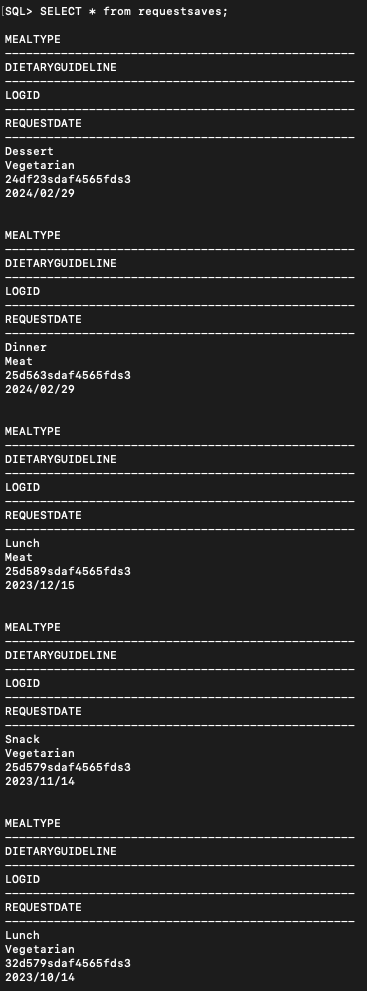 SQL> SELECT * from requestsaves;
MEALTYPE
DIETARYGUIDELINE
LOGID
REQUESTDATE
Dessert
Vegetarian
24df23sdaf4565fds3
2024/02/29
MEALTYPE
DIETARYGUIDELINE
LOGID
REQUESTDATE
Dinner
Meat
25d563sdaf4565fds3
2024/02/29
MEALTYPE
DIETARYGUIDELINE
LOGID
REQUESTDATE
Lunch
Meat
25d589sdaf4565fds3
2023/12/15
MEALTYPE
DIETARYGUIDELINE
LOGID
REQUESTDATE
Snack
Vegetarian
25d579sdaf4565fds3
2023/11/14
MEALTYPE
DIETARYGUIDELINE
LOGID
REQUESTDATE
Lunch
Vegetarian
32d579sdaf4565fds3
2023/10/14